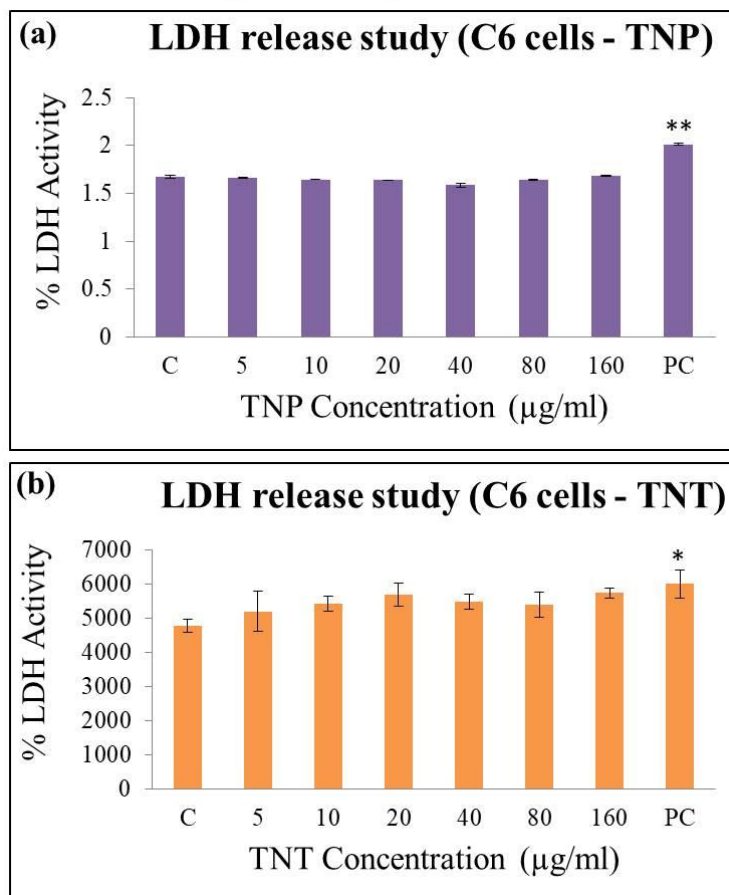 (a)
LDH release study (C6 cells - TNP)
% LDH Activity
2.5
2
1.5
1
0.5
0
**
C 5 10 20 40 80 160 PC
TNP Concentration (µg/ml)
(b)
LDH release study (C6 cells - TNT)
% LDH Activity
7000
6000
5000
4000
3000
2000
1000
0
*
C 5 10 20 40 80 160 PC
TNT Concentration (µg/ml)